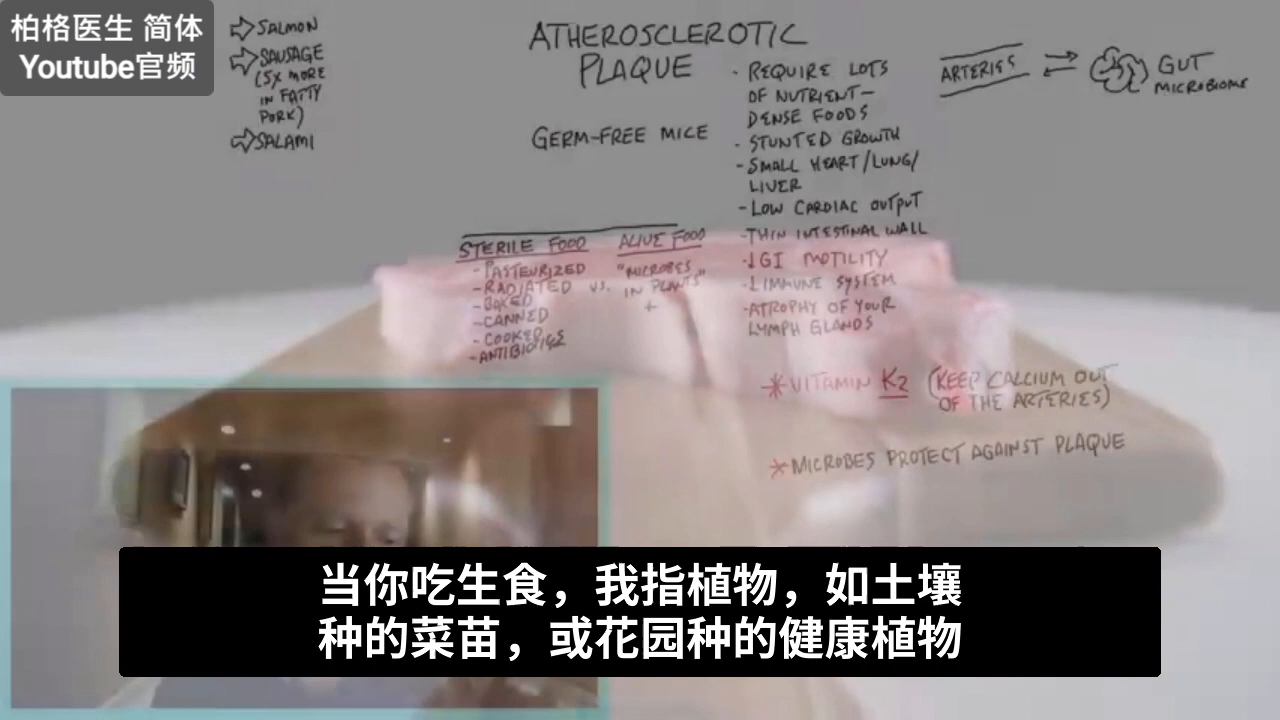 柏格医生 简体
Youtube官频
⇨SALMON
⇨SAUSAGE
(5X MORE
IN FATTY
PORK)
⇨SALAMI
ATHEROSCLEROTIC
PLAQUE
GERM-FREE MICE
- REQUIRE LOTS
OF NUTRIENT-
DENSE FOODS
- STUNTED GROWTH
- SMALL HEART/LUNG/
LIVER
- LOW CARDIAC OUTPUT
- THIN INTESTINAL WALL
- ↓GI MOTILITY
- ↓IMMUNE SYSTEM
- ATROPHY OF YOUR
LYMPH GLANDS
ARTERIES
GUT
MICROBIOME
STERILE FOOD
- PASTEURIZED
- RADIATED
- BOXED
- CANNED
- COOKED
- ANTIBIOTICS
VS.
ALIVE FOOD
"MICROBES
IN PLANTS"
+
* VITAMIN K2 (KEEP CALCIUM OUT
OF THE ARTERIES)
* MICROBES PROTECT AGAINST PLAQUE
当你吃生食，我指植物，如土壤
种的菜苗，或花园种的健康植物